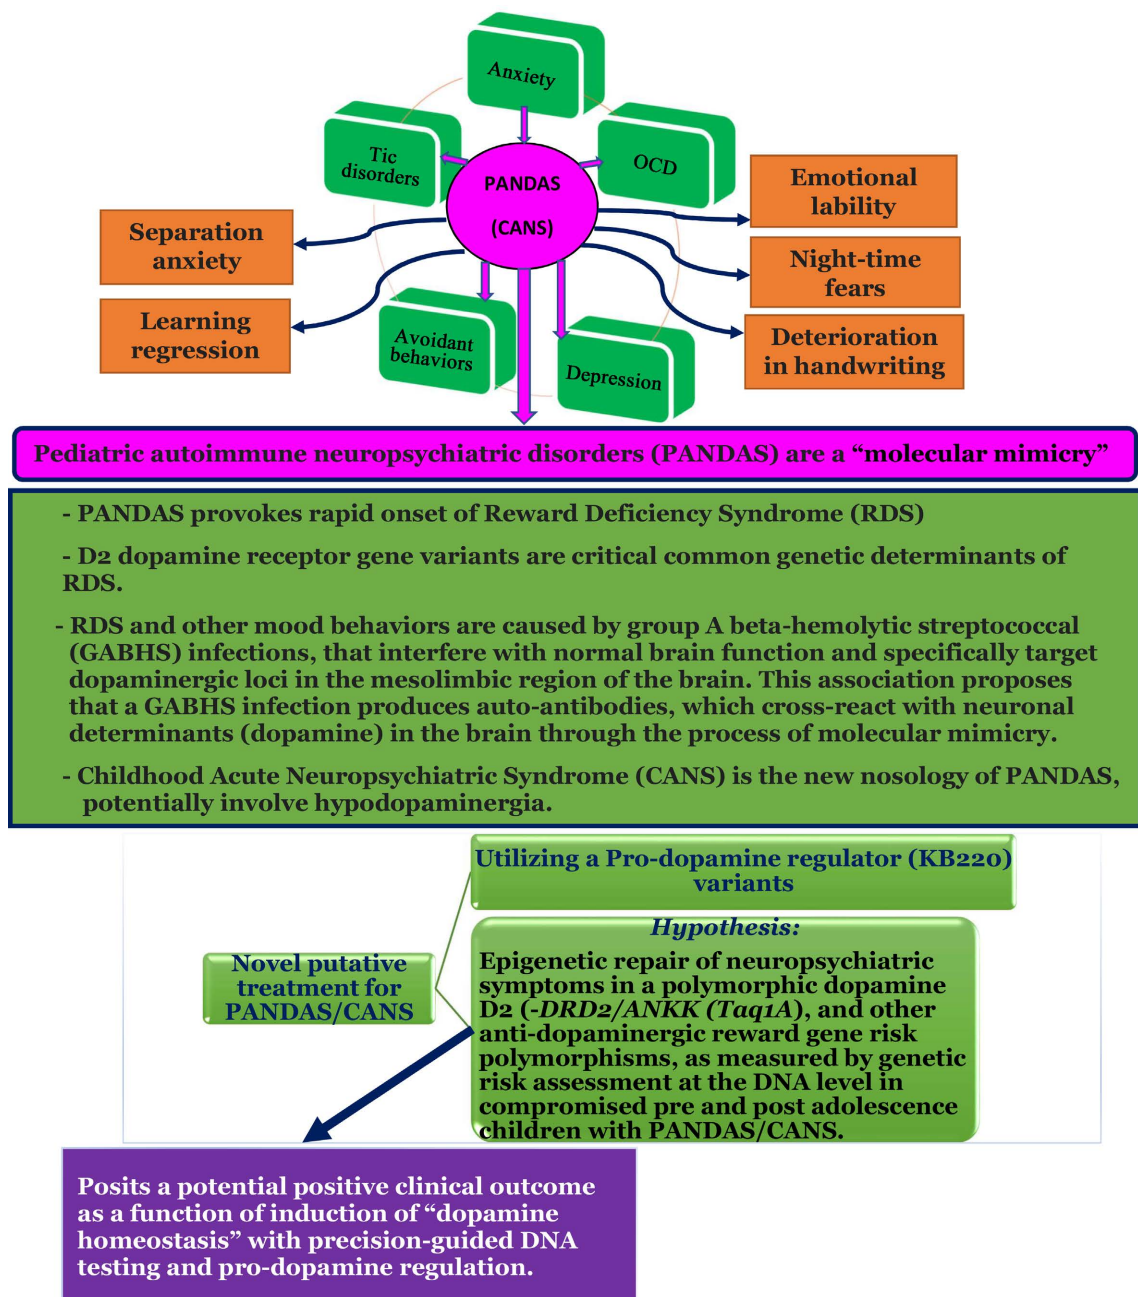 Anxiety
Tic
disorders
OCD
PANDAS
(CANS)
Emotional
lability
Separation
anxiety
Night-time
fears
Learning
regression
Avoidant
behaviors
Depression
Deterioration
in handwriting
Pediatric autoimmune neuropsychiatric disorders (PANDAS) are a “molecular mimicry”
- PANDAS provokes rapid onset of Reward Deficiency Syndrome (RDS)
- D2 dopamine receptor gene variants are critical common genetic determinants of
RDS.
- RDS and other mood behaviors are caused by group A beta-hemolytic streptococcal
(GABHS) infections, that interfere with normal brain function and specifically target
dopaminergic loci in the mesolimbic region of the brain. This association proposes
that a GABHS infection produces auto-antibodies, which cross-react with neuronal
determinants (dopamine) in the brain through the process of molecular mimicry.
- Childhood Acute Neuropsychiatric Syndrome (CANS) is the new nosology of PANDAS,
potentially involve hypodopaminergia.
Utilizing a Pro-dopamine regulator (KB220)
variants
Novel putative
treatment for
PANDAS/CANS
Hypothesis:
Epigenetic repair of neuropsychiatric
symptoms in a polymorphic dopamine
D2 (-DRD2/ANKK (Taq1A), and other
anti-dopaminergic reward gene risk
polymorphisms, as measured by genetic
risk assessment at the DNA level in
compromised pre and post adolescence
children with PANDAS/CANS.
Posits a potential positive clinical outcome
as a function of induction of “dopamine
homeostasis” with precision-guided DNA
testing and pro-dopamine regulation.